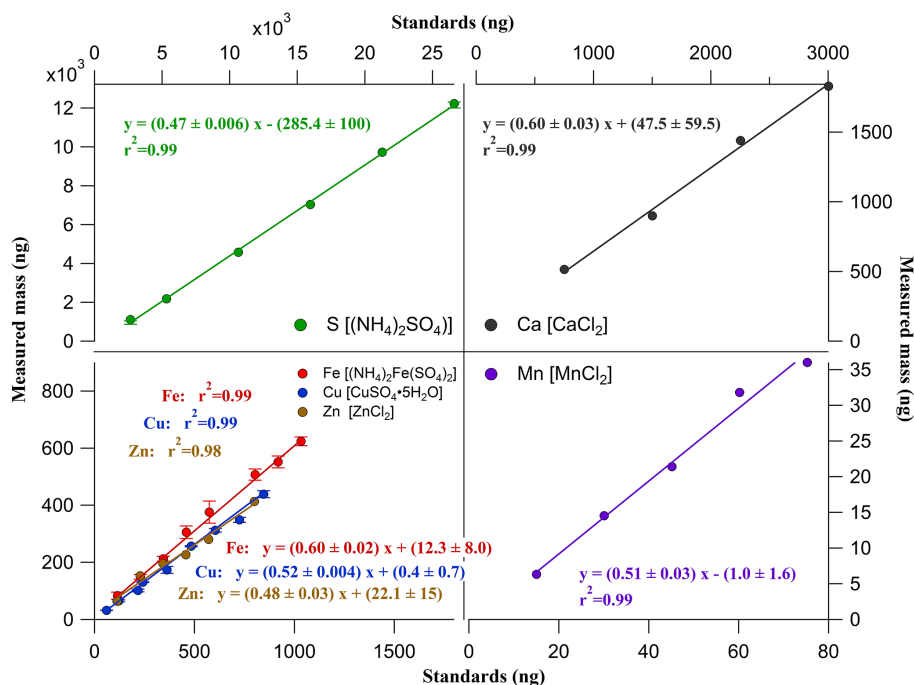 Standards (ng)
x10³
0 5 10 15 20 25
0 1000 2000 3000
x10³
12
10
8
6
4
2
0
y = (0.47 ± 0.006) x - (285.4 ± 100)
r²=0.99
S [(NH₄)₂SO₄)]
y = (0.60 ± 0.03) x + (47.5 ± 59.5)
r²=0.99
Ca [CaCl₂]
1500
1000
500
0
Measured mass (ng)
Measured mass (ng)
800
600
400
200
0
Fe: r²=0.99
Cu: r²=0.99
Zn: r²=0.98
Fe [(NH₄)₂Fe(SO₄)₂]
Cu [CuSO₄•5H₂O]
Zn [ZnCl₂]
Fe: y = (0.60 ± 0.02) x + (12.3 ± 8.0)
Cu: y = (0.52 ± 0.004) x + (0.4 ± 0.7)
Zn: y = (0.48 ± 0.03) x + (22.1 ± 15)
Mn [MnCl₂]
y = (0.51 ± 0.03) x - (1.0 ± 1.6)
r²=0.99
35
30
25
20
15
10
5
0
0 500 1000 1500
20 40 60 80
Standards (ng)